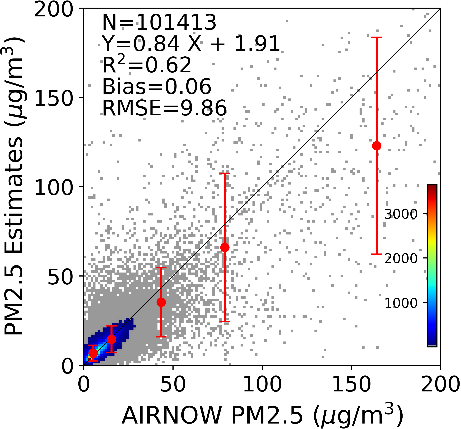 N=101413
Y=0.84 X + 1.91
R²=0.62
Bias=0.06
RMSE=9.86
PM2.5 Estimates (μg/m³)
200
150
100
50
0
3000
2000
1000
0 50 100 150 200
AIRNOW PM2.5 (μg/m³)